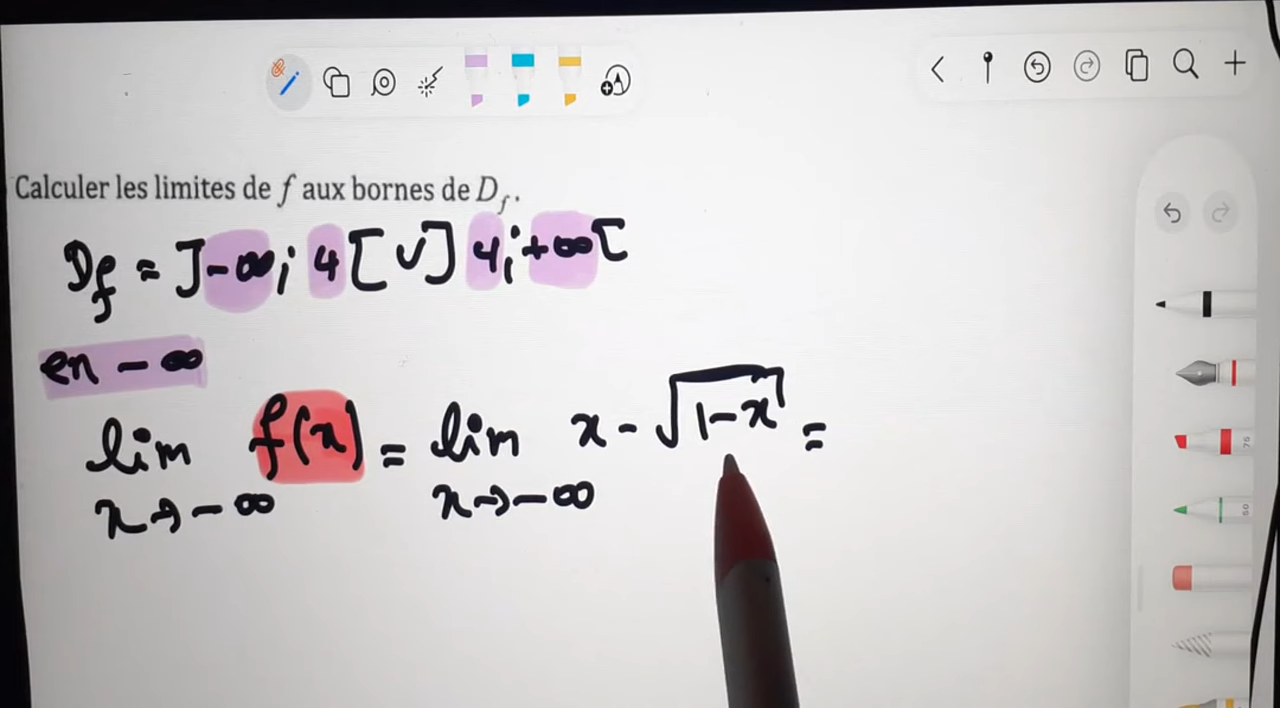 Calculer les limites de f aux bornes de D_f.
Df = ]-∞; 4[ ∪ ]4; +∞[
en -∞
lim f(x) = lim x - √(1-x) =
x→-∞ x→-∞